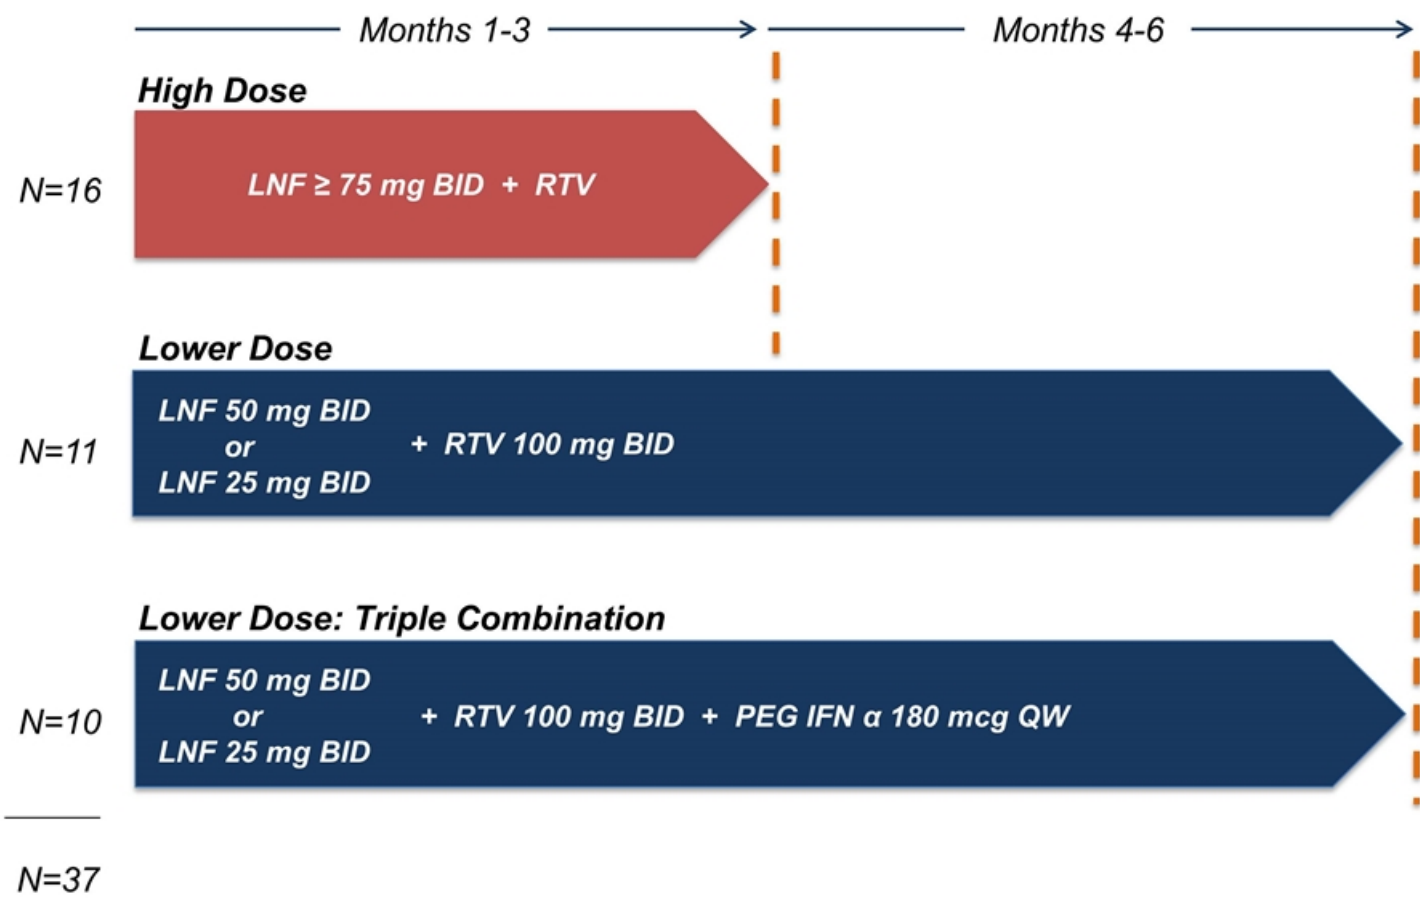 Months 1-3 Months 4-6
High Dose
N=16 LNF ≥ 75 mg BID + RTV
Lower Dose
LNF 50 mg BID
N=11 or + RTV 100 mg BID
LNF 25 mg BID
Lower Dose: Triple Combination
LNF 50 mg BID
N=10 or + RTV 100 mg BID + PEG IFN α 180 mcg QW
LNF 25 mg BID
N=37